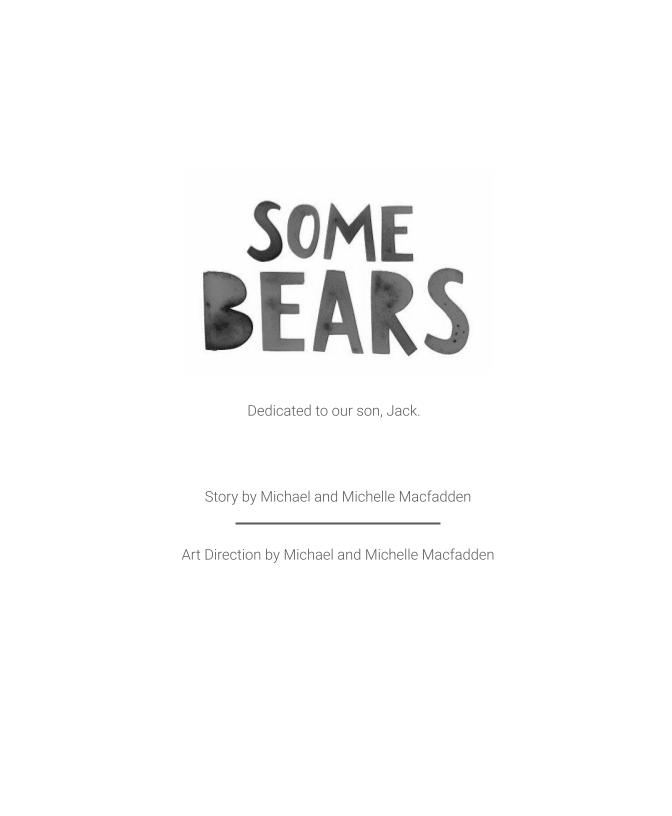 SOME
BEARS
Dedicated to our son, Jack.
Story by Michael and Michelle Macfadden
Art Direction by Michael and Michelle Macfadden